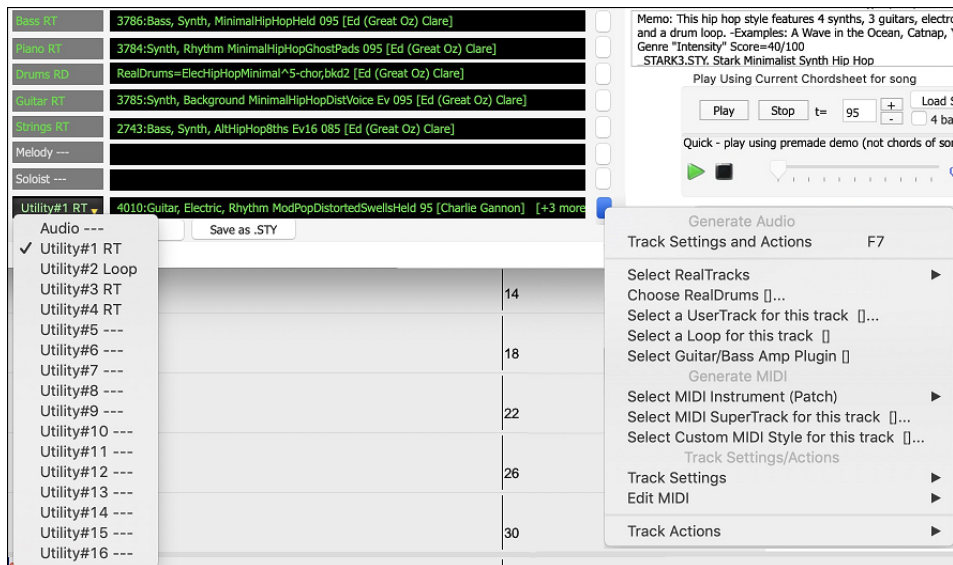 Bass RT 3786:Bass, Synth, MinimalHipHopHeld 095 [Ed (Great Oz) Clare]
Piano RT 3784:Synth, Rhythm MinimalHipHopGhostPads 095 [Ed (Great Oz) Clare]
Drums RD RealDrums=ElecHipHopMinimal^5-chor,bkd2 [Ed (Great Oz) Clare]
Guitar RT 3785:Synth, Background MinimalHipHopDistVoice Ev 095 [Ed (Great Oz) Clare]
Strings RT 2743:Bass, Synth, AltHipHop8ths Ev16 085 [Ed (Great Oz) Clare]
Melody ---
Soloist ---
Utility#1 RT 4010:Guitar, Electric, Rhythm ModPopDistortedSwellsHeld 95 [Charlie Gannon] [+3 more
Save as .STY
Memo: This hip hop style features 4 synths, 3 guitars, electro
and a drum loop. -Examples: A Wave in the Ocean, Catnap,
Genre "Intensity" Score=40/100
_STARK3.STY. Stark Minimalist Synth Hip Hop
Play Using Current Chordsheet for song
Play Stop t= 95 + - Load S
4 ba
Quick - play using premade demo (not chords of son
Audio ---
✓ Utility#1 RT
Utility#2 Loop
Utility#3 RT
Utility#4 RT
Utility#5 ---
Utility#6 ---
Utility#7 ---
Utility#8 ---
Utility#9 ---
Utility#10 ---
Utility#11 ---
Utility#12 ---
Utility#13 ---
Utility#14 ---
Utility#15 ---
Utility#16 ---
14
18
22
26
30
Generate Audio
Track Settings and Actions F7
Select RealTracks
Choose RealDrums []...
Select a UserTrack for this track []...
Select a Loop for this track []
Select Guitar/Bass Amp Plugin []
Generate MIDI
Select MIDI Instrument (Patch)
Select MIDI SuperTrack for this track []...
Select Custom MIDI Style for this track []...
Track Settings/Actions
Track Settings
Edit MIDI
Track Actions